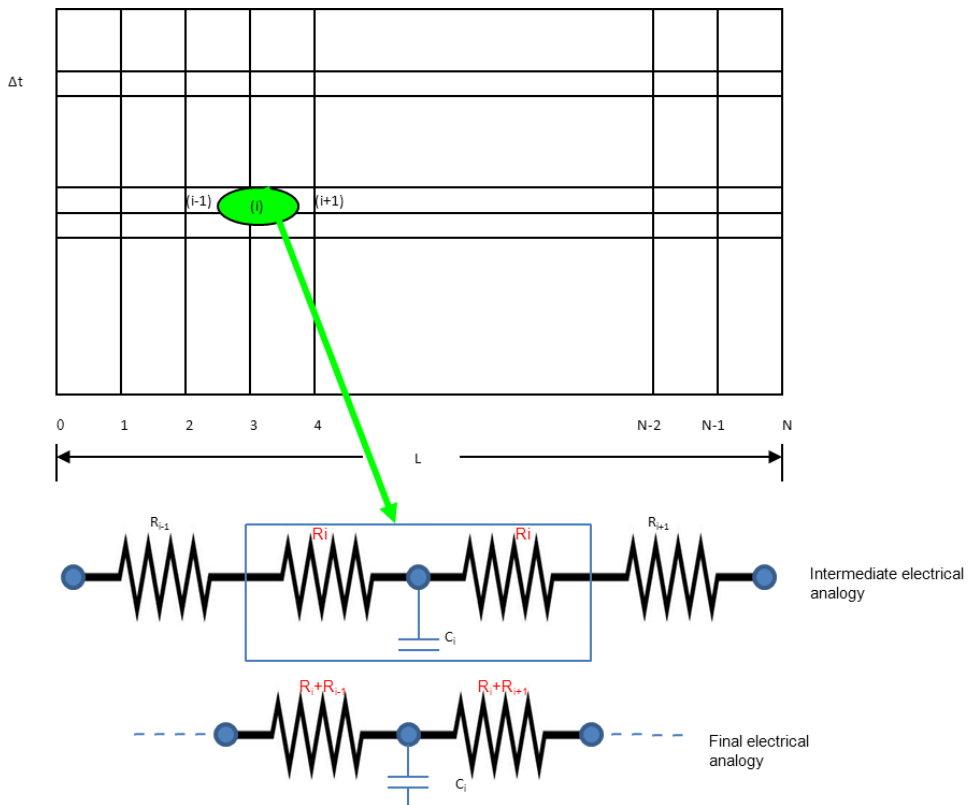 Δt
(i-1) (i) (i+1)
0 1 2 3 4 N-2 N-1 N
L
Ri-1 Ri Ri Ri+1
Intermediate electrical
analogy
Ci
Ri+Ri-1 Ri+Ri+1
Final electrical
analogy
Ci